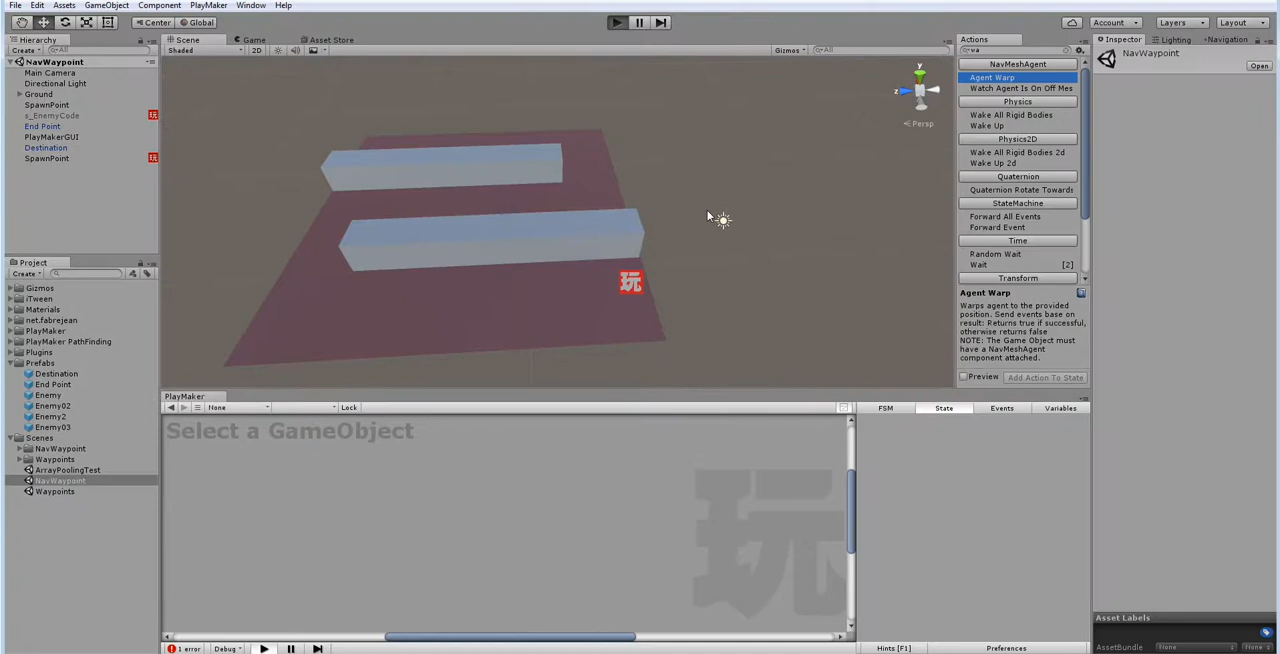 File Edit Assets GameObject Component PlayMaker Window Help
Center Global Account Layers Layout
Hierarchy
Create All
NavWaypoint
Main Camera
Directional Light
Ground
SpawnPoint
s_EnemyCode 玩
End Point
PlayMakerGUI
Destination
SpawnPoint 玩
Project
Create
Gizmos
iTween
Materials
net.fabrejean
PlayMaker
PlayMaker PathFinding
Plugins
Prefabs
Destination
End Point
Enemy
Enemy02
Enemy2
Enemy03
Scenes
NavWaypoint
Waypoints
ArrayPoolingTest
NavWaypoint
Waypoints
Scene Game Asset Store
Shaded 2D Gizmos All
y
z
Persp
玩
PlayMaker
None Lock
Select a GameObject
玩
1 error Debug
FSM State Events Variables
Hints [F1] Preferences
Actions
wa
NavMeshAgent
Agent Warp
Watch Agent Is On Off Mes
Physics
Wake All Rigid Bodies
Wake Up
Physics2D
Wake All Rigid Bodies 2d
Wake Up 2d
Quaternion
Quaternion Rotate Towards
StateMachine
Forward All Events
Forward Event
Time
Random Wait
Wait [2]
Transform
Agent Warp
Warps agent to the provided
position. Send events base on
result: Returns true if successful,
otherwise returns false
NOTE: The Game Object must
have a NavMeshAgent
component attached.
Preview Add Action To State
Inspector Lighting Navigation
NavWaypoint
Open
Asset Labels
AssetBundle None None